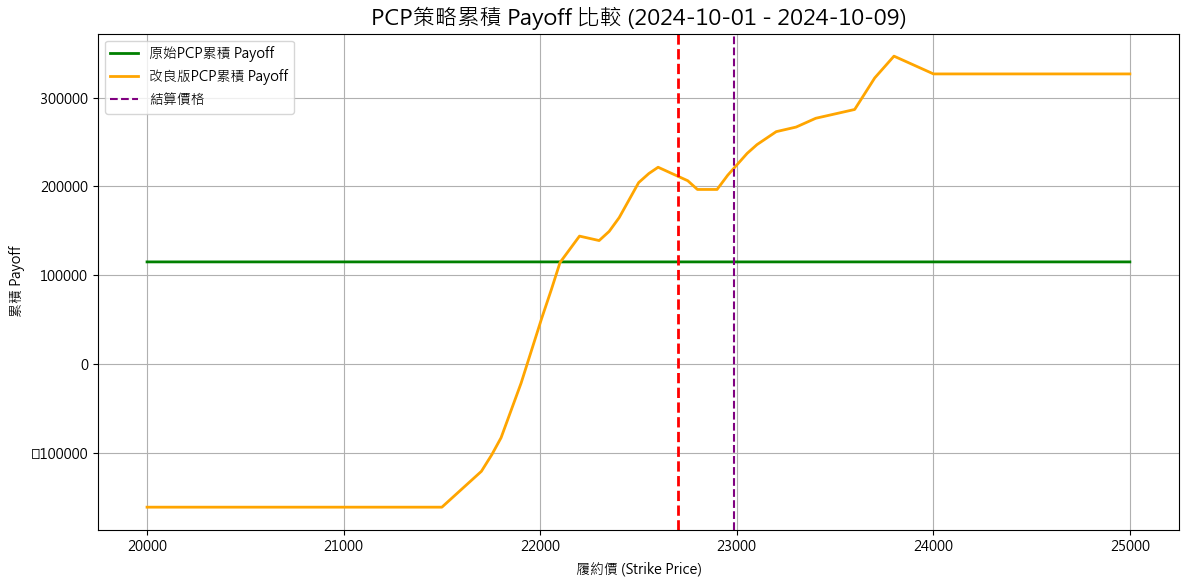 PCP策略累積 Payoff 比較 (2024-10-01 - 2024-10-09)
原始PCP累積 Payoff
改良版PCP累積 Payoff
結算價格
300000
200000
100000
0
□100000
累積 Payoff
20000 21000 22000 23000 24000 25000
履約價 (Strike Price)